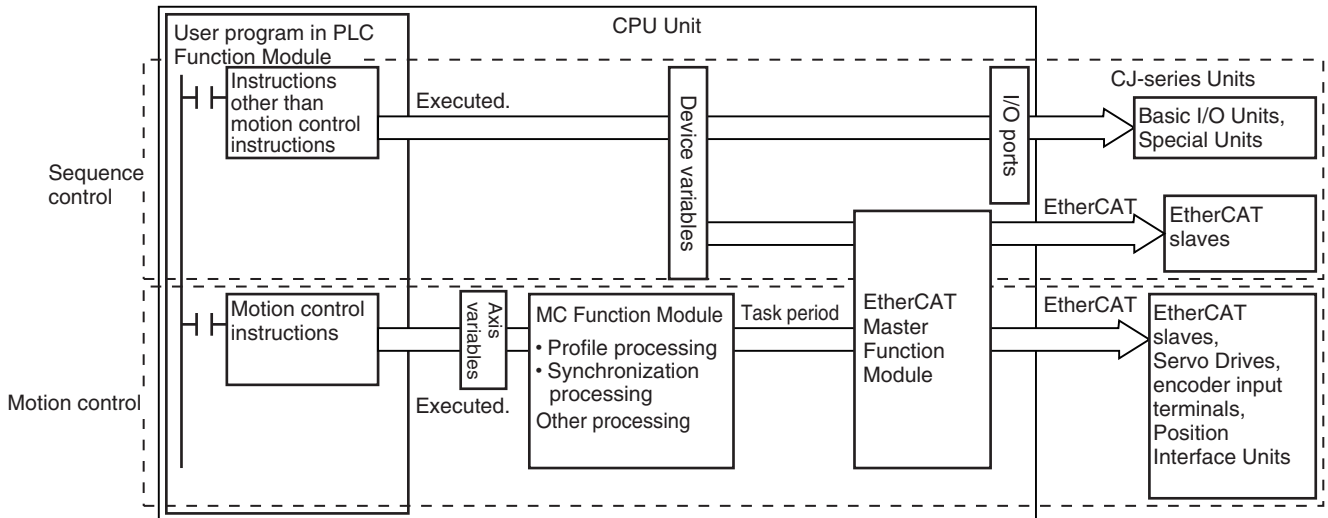 CPU Unit
User program in PLC
Function Module
Sequence
control
Instructions
other than
motion control
instructions
Executed.
Device variables
I/O ports
CJ-series Units
Basic I/O Units,
Special Units
EtherCAT
EtherCAT
slaves
Motion control
Motion control
instructions
Executed.
Axis
variables
MC Function Module
• Profile processing
• Synchronization
processing
Other processing
Task period
EtherCAT
Master
Function
Module
EtherCAT
EtherCAT
slaves,
Servo Drives,
encoder input
terminals,
Position
Interface Units